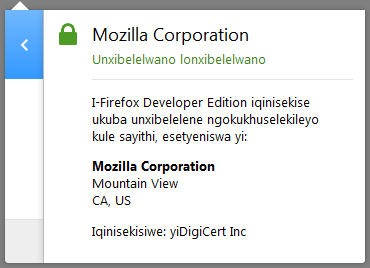 Mozilla Corporation
Unxibelelwano lonxibelelwano
I-Firefox Developer Edition iqinisekise
ukuba unxibelelene ngokukhuselekileyo
kule sayithi, esetyeniswa yi:
Mozilla Corporation
Mountain View
CA, US
Iqinisekisiwe: yiDigiCert Inc